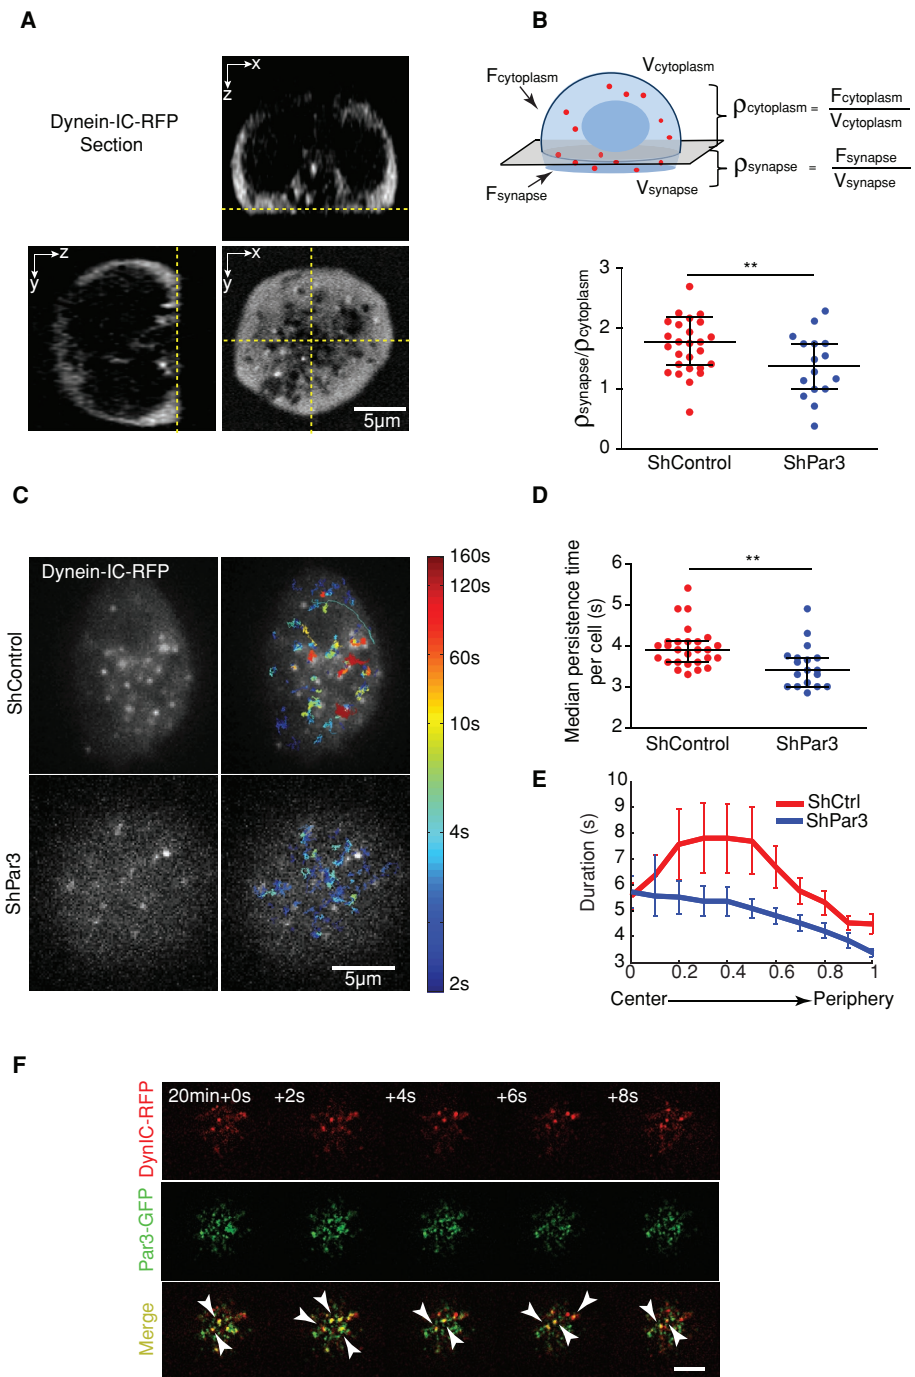 A
Dynein-IC-RFP
Section
x
z
z
y
x
y
5µm
B
Fcytoplasm
Vcytoplasm
Fsynapse
Vsynapse
ρcytoplasm = Fcytoplasm
Vcytoplasm
ρsynapse = Fsynapse
Vsynapse
ρsynapse/ρcytoplasm
3
2
1
0
**
ShControl
ShPar3
C
Dynein-IC-RFP
ShControl
ShPar3
5µm
160s
120s
60s
10s
4s
2s
D
Median persistence time
per cell (s)
6
5
4
3
2
**
ShControl
ShPar3
E
Duration (s)
10
9
8
7
6
5
4
3
0
0.2
0.4
0.6
0.8
1
ShCtrl
ShPar3
Center
Periphery
F
DynIC-RFP
20min+0s
+2s
+4s
+6s
+8s
Par3-GFP
Merge